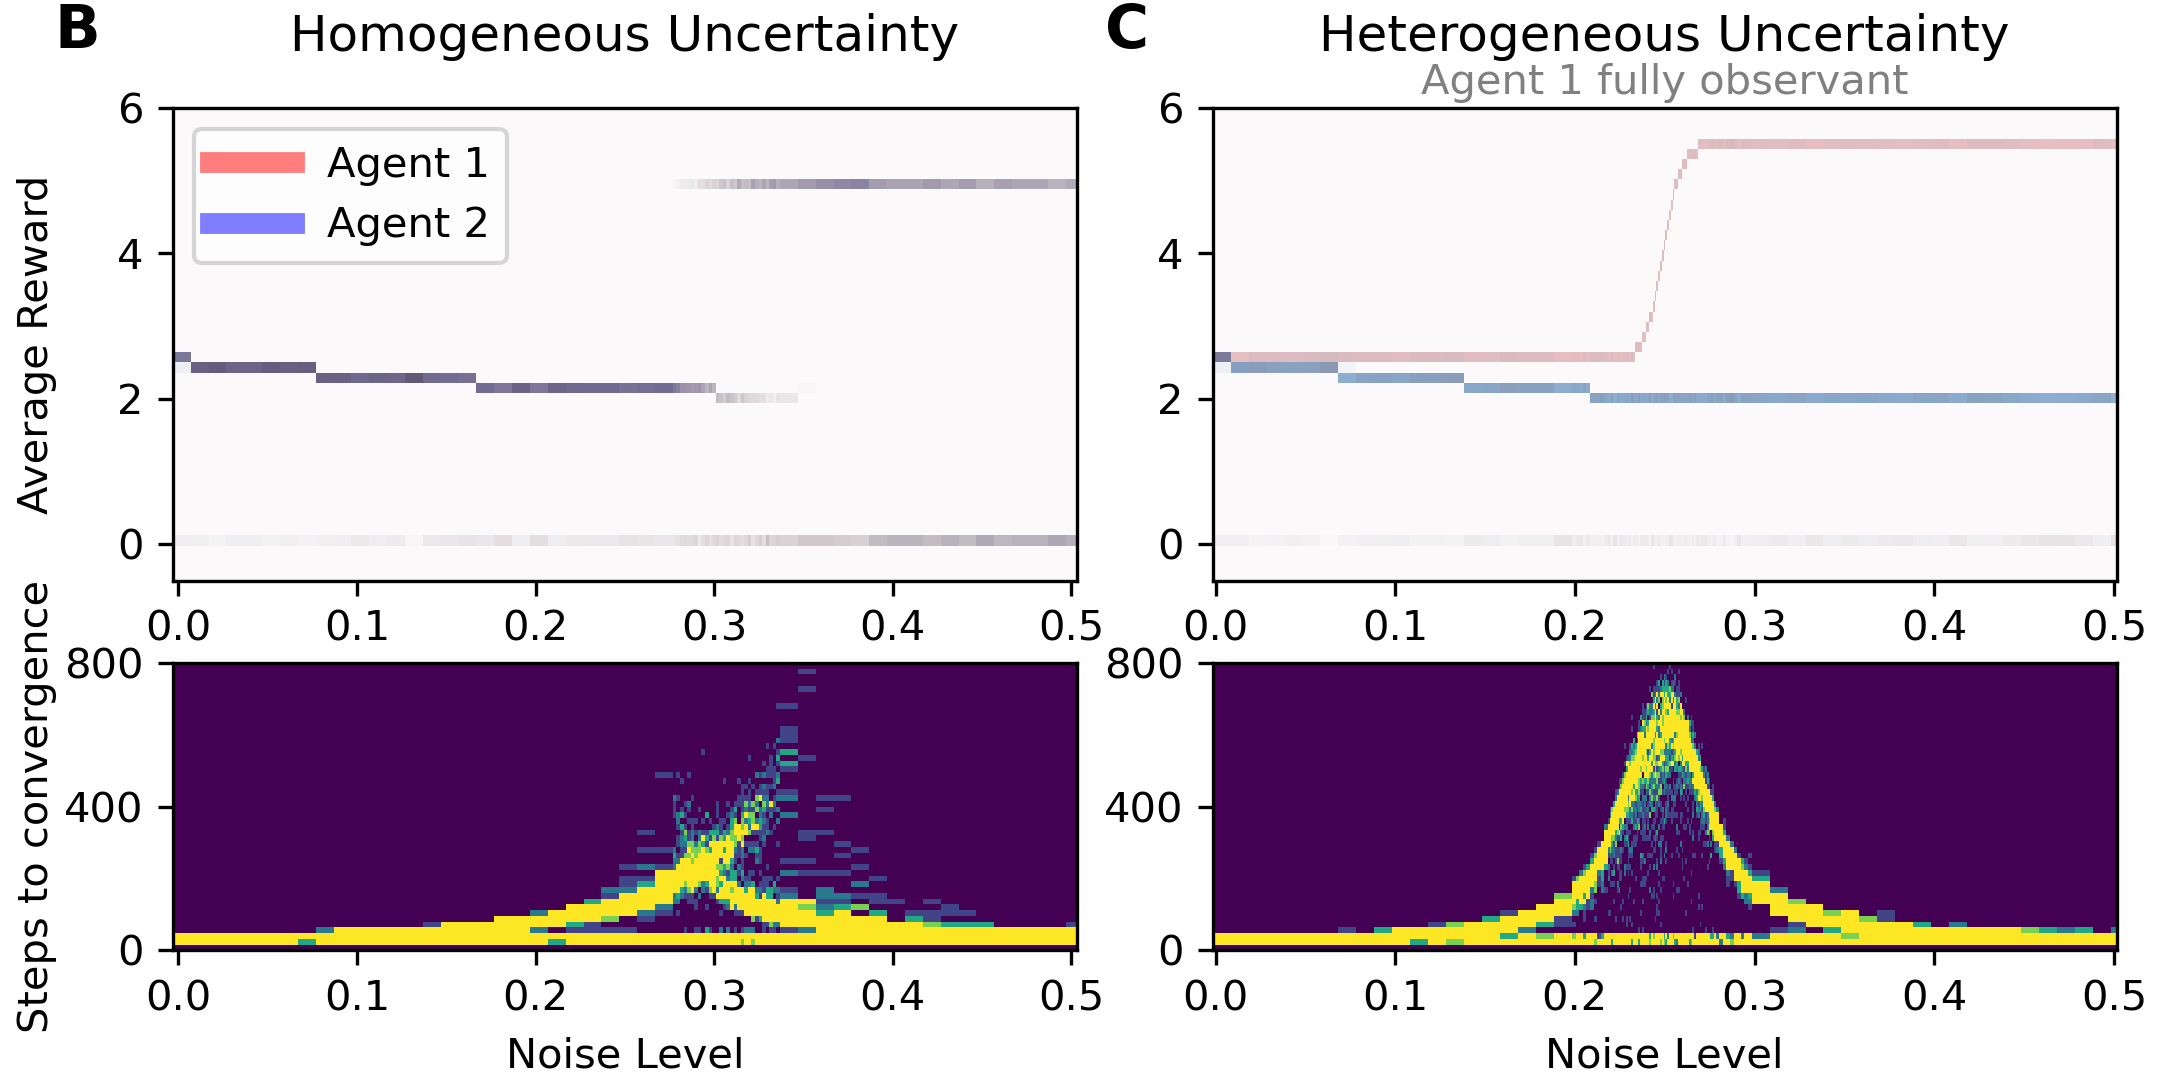 B
Homogeneous Uncertainty
6
4
2
0
Average Reward
Agent 1
Agent 2
0.0 0.1 0.2 0.3 0.4 0.5
800
400
0
Steps to convergence
0.0 0.1 0.2 0.3 0.4 0.5
Noise Level
C
Heterogeneous Uncertainty
Agent 1 fully observant
6
4
2
0
0.0 0.1 0.2 0.3 0.4 0.5
800
400
0
0.0 0.1 0.2 0.3 0.4 0.5
Noise Level